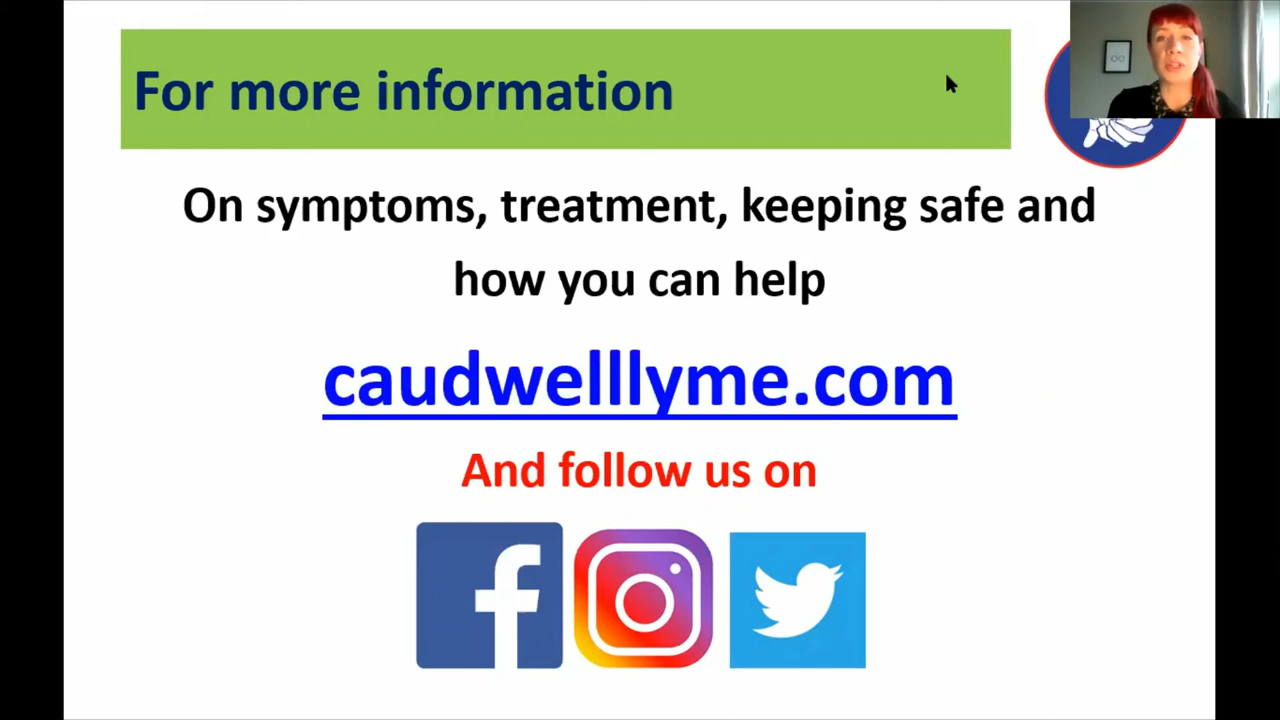 For more information
On symptoms, treatment, keeping safe and
how you can help
caudwelllyme.com
And follow us on